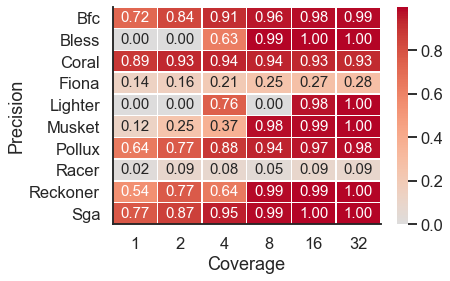 Precision
Bfc 0.72 0.84 0.91 0.96 0.98 0.99
Bless 0.00 0.00 0.63 0.99 1.00 1.00
Coral 0.89 0.93 0.94 0.94 0.93 0.93
Fiona 0.14 0.16 0.21 0.25 0.27 0.28
Lighter 0.00 0.00 0.76 0.00 0.98 1.00
Musket 0.12 0.25 0.37 0.98 0.99 1.00
Pollux 0.64 0.77 0.88 0.94 0.97 0.98
Racer 0.02 0.09 0.08 0.05 0.09 0.09
Reckoner 0.54 0.77 0.64 0.99 0.99 1.00
Sga 0.77 0.87 0.95 0.99 1.00 1.00
1 2 4 8 16 32
Coverage
0.8
0.6
0.4
0.2
0.0